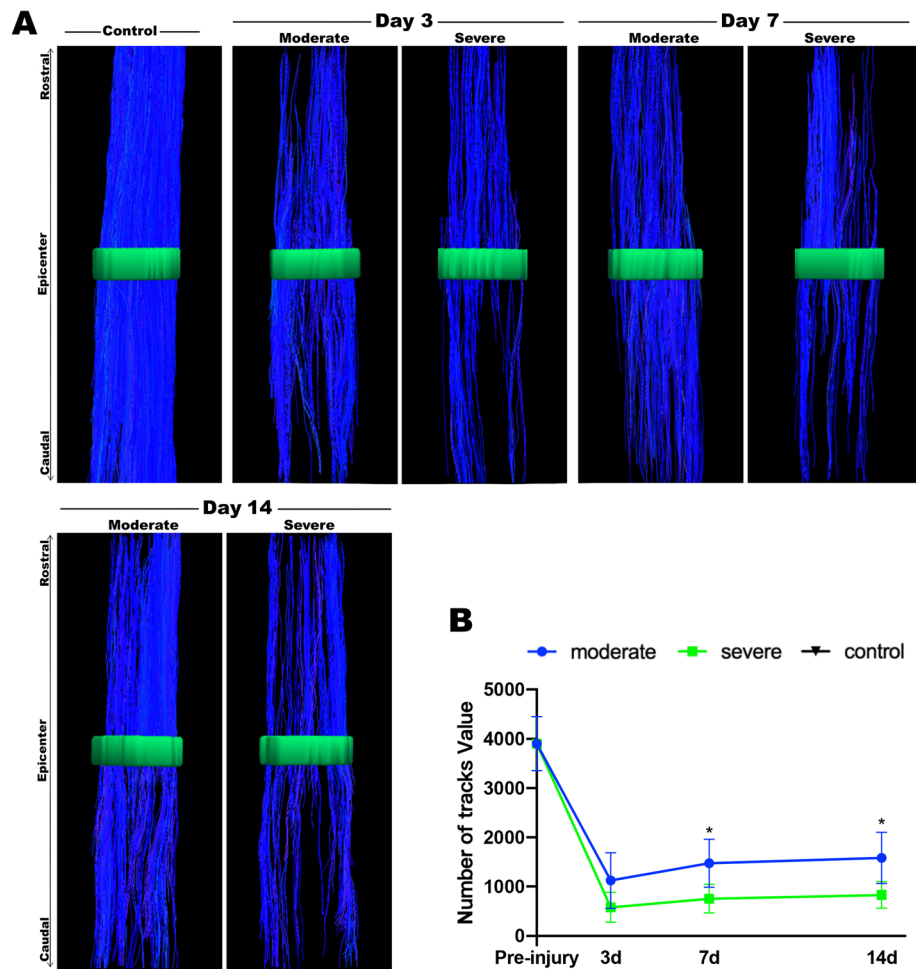 A
Control
Day 3
Day 7
Moderate
Severe
Moderate
Severe
Rostral
Epicenter
Caudal
Day 14
Moderate
Severe
Rostral
Epicenter
Caudal
B
moderate severe control
Number of tracks Value
5000
4000
3000
2000
1000
0
* *
Pre-injury 3d 7d 14d